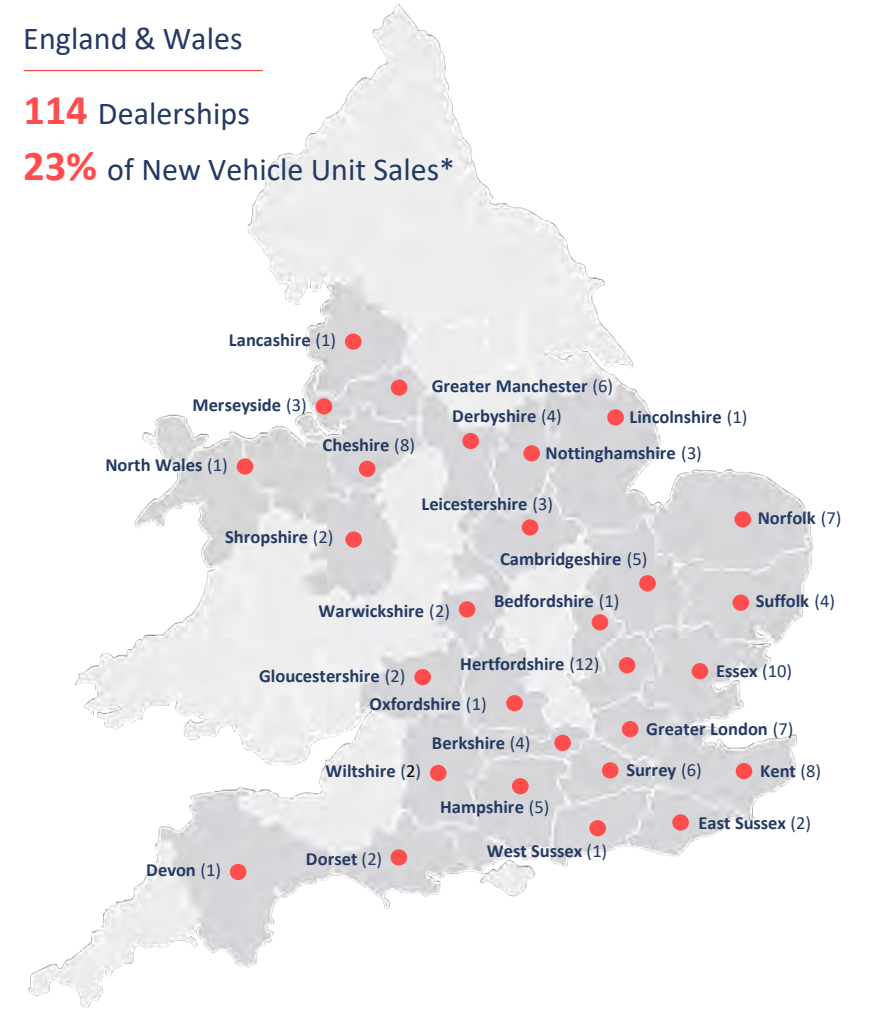 England & Wales
114 Dealerships
23% of New Vehicle Unit Sales*
Lancashire (1)
Greater Manchester (6)
Merseyside (3)
Derbyshire (4)
Lincolnshire (1)
Cheshire (8)
Nottinghamshire (3)
North Wales (1)
Leicestershire (3)
Norfolk (7)
Shropshire (2)
Cambridgeshire (5)
Bedfordshire (1)
Suffolk (4)
Warwickshire (2)
Hertfordshire (12)
Essex (10)
Gloucestershire (2)
Oxfordshire (1)
Greater London (7)
Berkshire (4)
Wiltshire (2)
Surrey (6)
Kent (8)
Hampshire (5)
East Sussex (2)
West Sussex (1)
Dorset (2)
Devon (1)